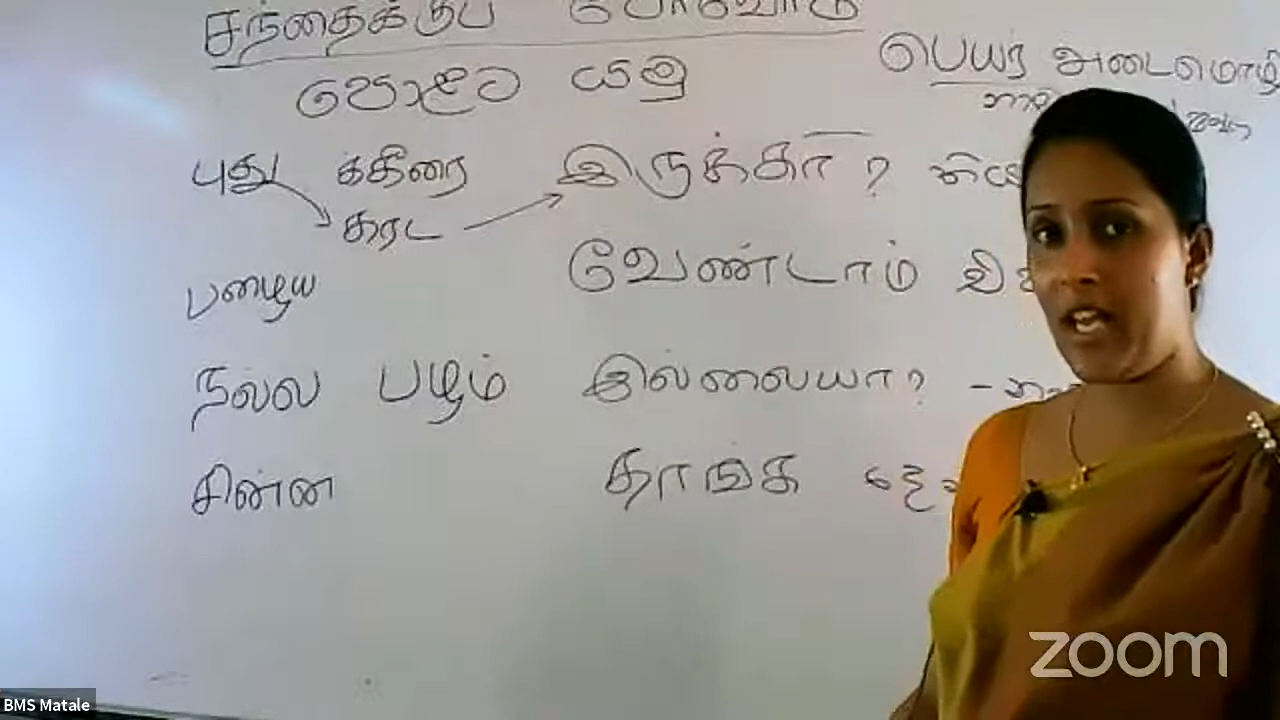 சந்தைக்குப் போவோம்
පොළට යමු
பெயர் அடைமொழி
புது க்கீரை இருக்கா?
கரட
பழைய வேண்டாம்
நல்ல பழம் இல்லையா? -
சின்ன தாங்க
zoom
BMS Matale